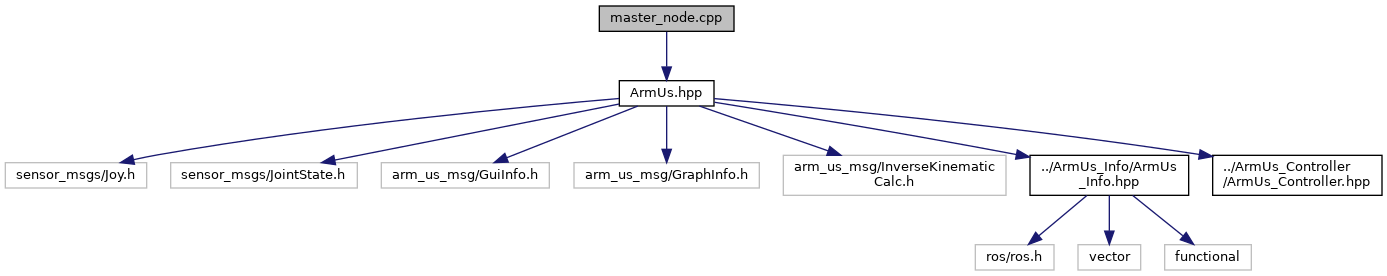 master_node.cpp
ArmUs.hpp
sensor_msgs/Joy.h
sensor_msgs/JointState.h
arm_us_msg/GuiInfo.h
arm_us_msg/GraphInfo.h
arm_us_msg/InverseKinematic
Calc.h
../ArmUs_Info/ArmUs
_Info.hpp
../ArmUs_Controller
/ArmUs_Controller.hpp
ros/ros.h
vector
functional